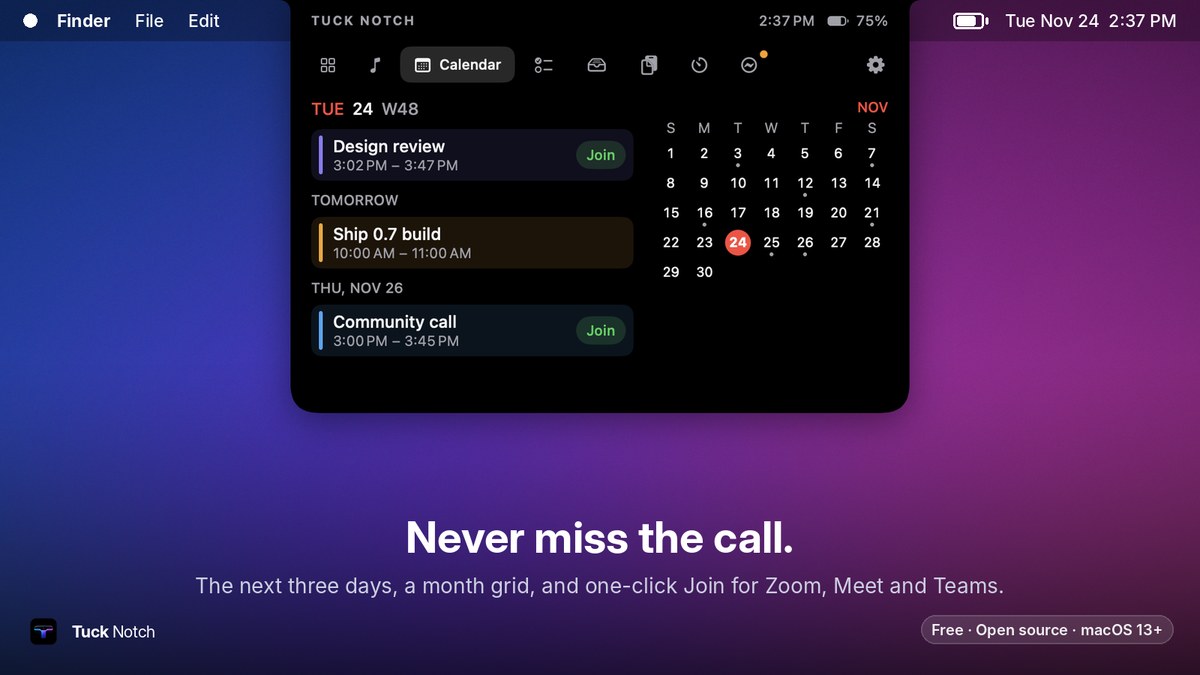 Finder File Edit
TUCK NOTCH
2:37 PM 75%
Tue Nov 24 2:37 PM
Calendar
TUE 24 W48
Design review
3:02 PM – 3:47 PM
Join
TOMORROW
Ship 0.7 build
10:00 AM – 11:00 AM
THU, NOV 26
Community call
3:00 PM – 3:45 PM
Join
NOV
S M T W T F S
1 2 3 4 5 6 7
8 9 10 11 12 13 14
15 16 17 18 19 20 21
22 23 24 25 26 27 28
29 30
Never miss the call.
The next three days, a month grid, and one-click Join for Zoom, Meet and Teams.
Tuck Notch
Free · Open source · macOS 13+